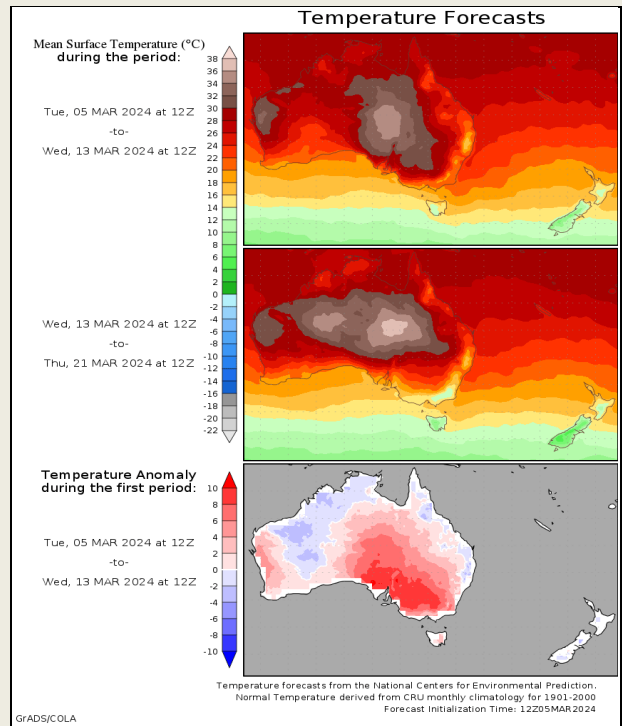 Temperature Forecasts
Mean Surface Temperature (°C)
during the period:
Tue, 05 MAR 2024 at 12Z
-to-
Wed, 13 MAR 2024 at 12Z
38
36
34
32
30
28
26
24
22
20
18
16
14
12
10
8
6
4
2
0
-2
-4
-6
-8
-10
-12
-14
-16
-18
-20
-22
Wed, 13 MAR 2024 at 12Z
-to-
Thu, 21 MAR 2024 at 12Z
Temperature Anomaly
during the first period:
Tue, 05 MAR 2024 at 12Z
-to-
Wed, 13 MAR 2024 at 12Z
10
8
6
4
2
0
-2
-4
-6
-8
-10
Temperature forecasts from the National Centers for Environmental Prediction.
Normal Temperature derived from CRU monthly climatology for 1901-2000
Forecast Initialization Time: 12Z05MAR2024
GrADS/COLA